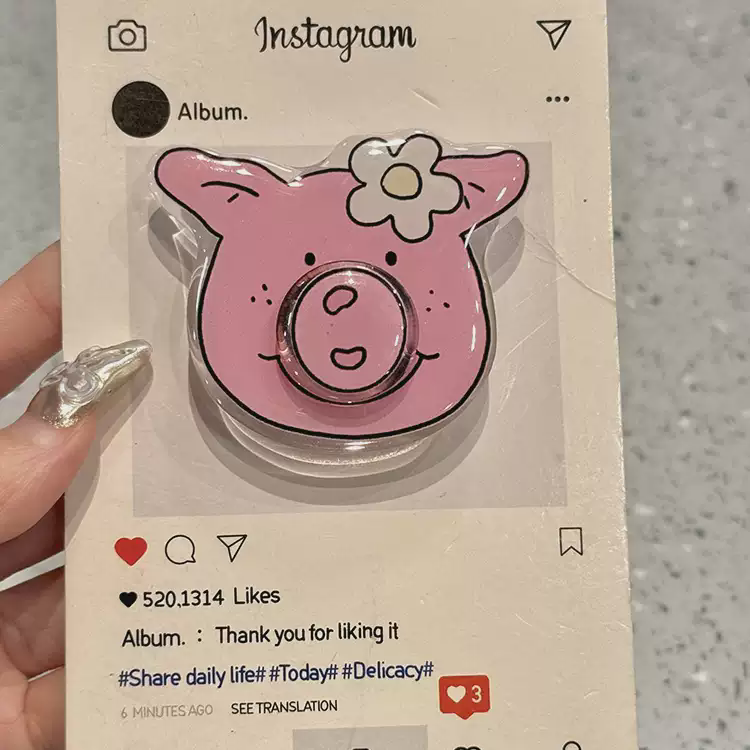 Instagram
Album.
520,1314 Likes
Album. : Thank you for liking it
#Share daily life# #Today# #Delicacy#
3
6 MINUTES AGO SEE TRANSLATION